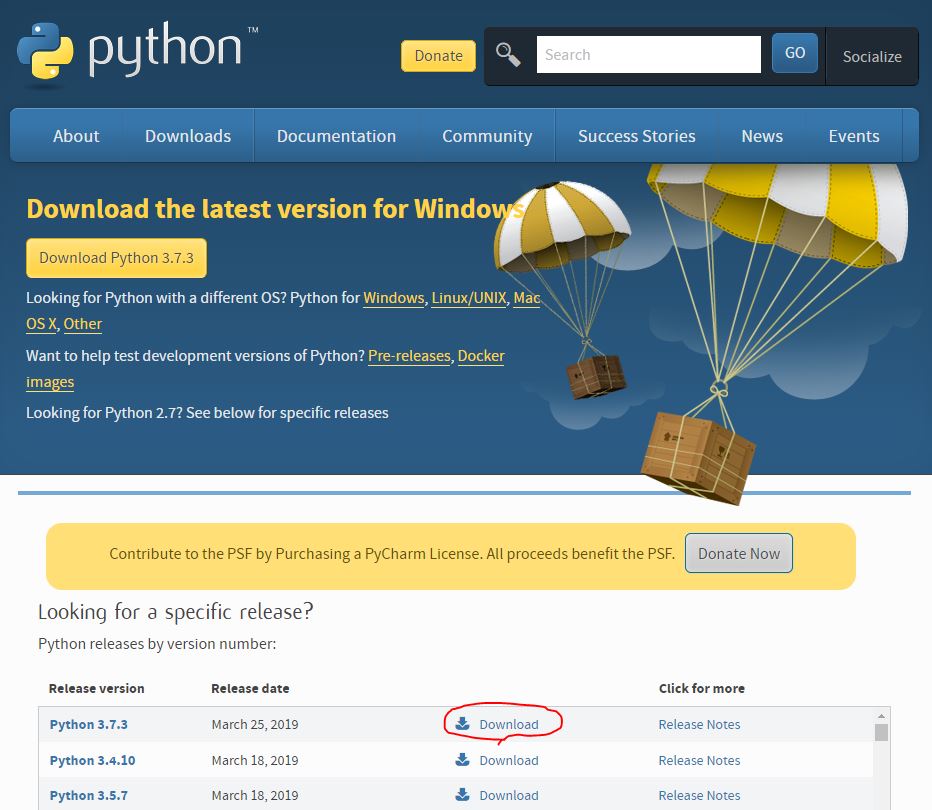 python™
Donate
Search
GO
Socialize
About Downloads Documentation Community Success Stories News Events
Download the latest version for Windows
Download Python 3.7.3
Looking for Python with a different OS? Python for Windows, Linux/UNIX, Mac
OS X, Other
Want to help test development versions of Python? Pre-releases, Docker
images
Looking for Python 2.7? See below for specific releases
Contribute to the PSF by Purchasing a PyCharm License. All proceeds benefit the PSF. Donate Now
Looking for a specific release?
Python releases by version number:
Release version Release date Click for more
Python 3.7.3 March 25, 2019 Download Release Notes
Python 3.4.10 March 18, 2019 Download Release Notes
Python 3.5.7 March 18, 2019 Download Release Notes